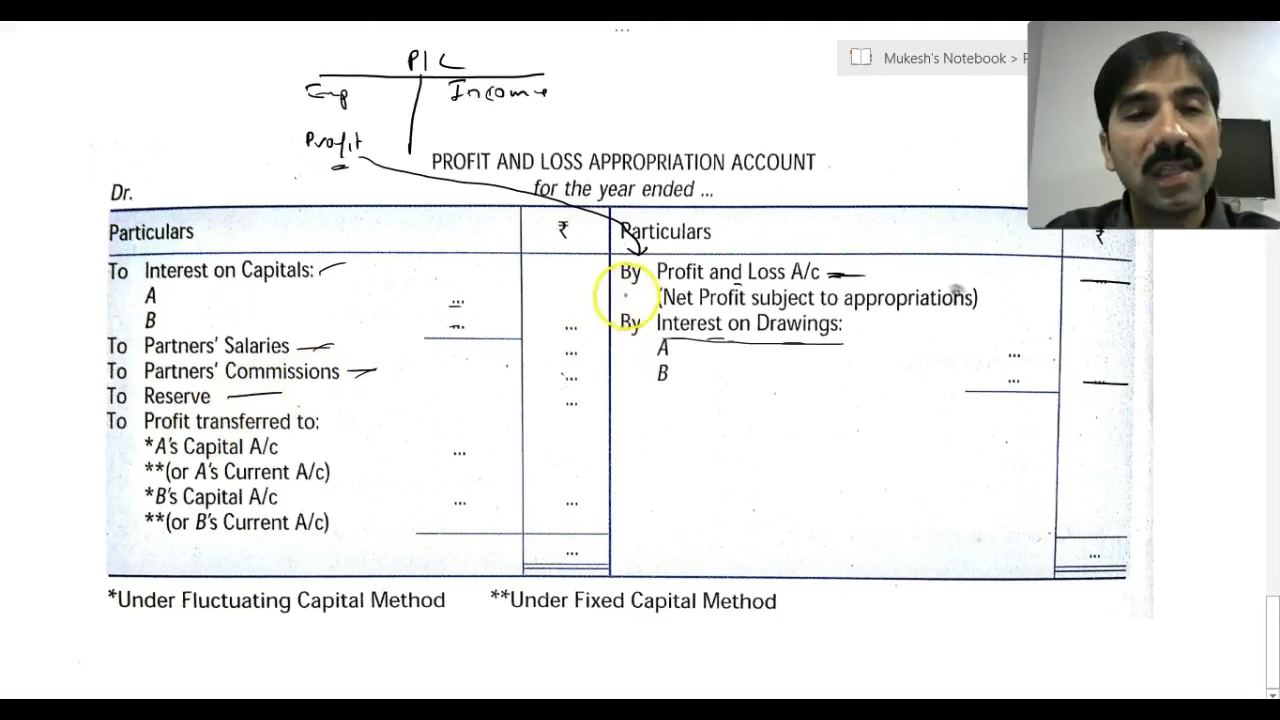 ...
Mukesh's Notebook >
P/L
Exp
Income
Profit
PROFIT AND LOSS APPROPRIATION ACCOUNT
for the year ended ...
Dr.
Particulars ₹ Particulars ₹
To Interest on Capitals:
A ...
B ... ...
To Partners' Salaries ...
To Partners' Commissions ...
To Reserve ...
To Profit transferred to:
*A's Capital A/c ...
**(or A's Current A/c)
*B's Capital A/c ... ...
**(or B's Current A/c)
...
By Profit and Loss A/c ...
(Net Profit subject to appropriations)
By Interest on Drawings:
A ...
B ... ...
...
*Under Fluctuating Capital Method **Under Fixed Capital Method